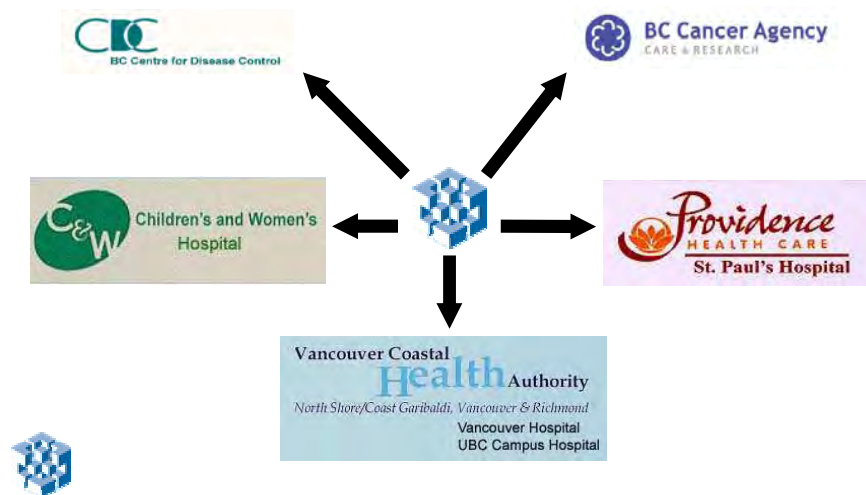 CDC
BC Centre for Disease Control
BC Cancer Agency
CARE & RESEARCH
C&W
Children's and Women's
Hospital
Providence
HEALTH CARE
St. Paul's Hospital
Vancouver Coastal
Health Authority
North Shore/Coast Garibaldi, Vancouver & Richmond
Vancouver Hospital
UBC Campus Hospital